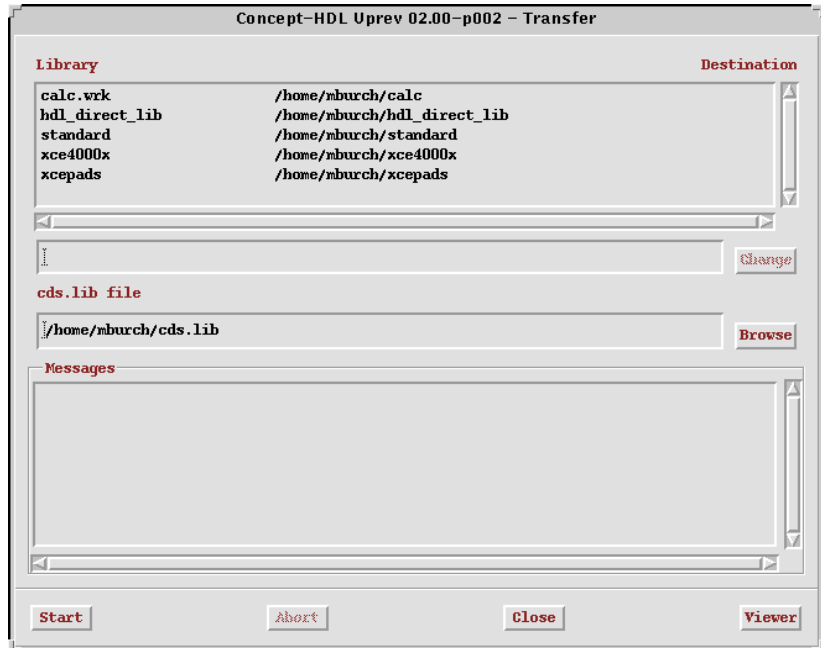 Concept-HDL Uprev 02.00-p002 - Transfer
Library Destination
calc.wrk /home/mburch/calc
hdl_direct_lib /home/mburch/hdl_direct_lib
standard /home/mburch/standard
xce4000x /home/mburch/xce4000x
xcepads /home/mburch/xcepads
Change
cds.lib file
/home/mburch/cds.lib
Browse
Messages
Start Abort Close Viewer